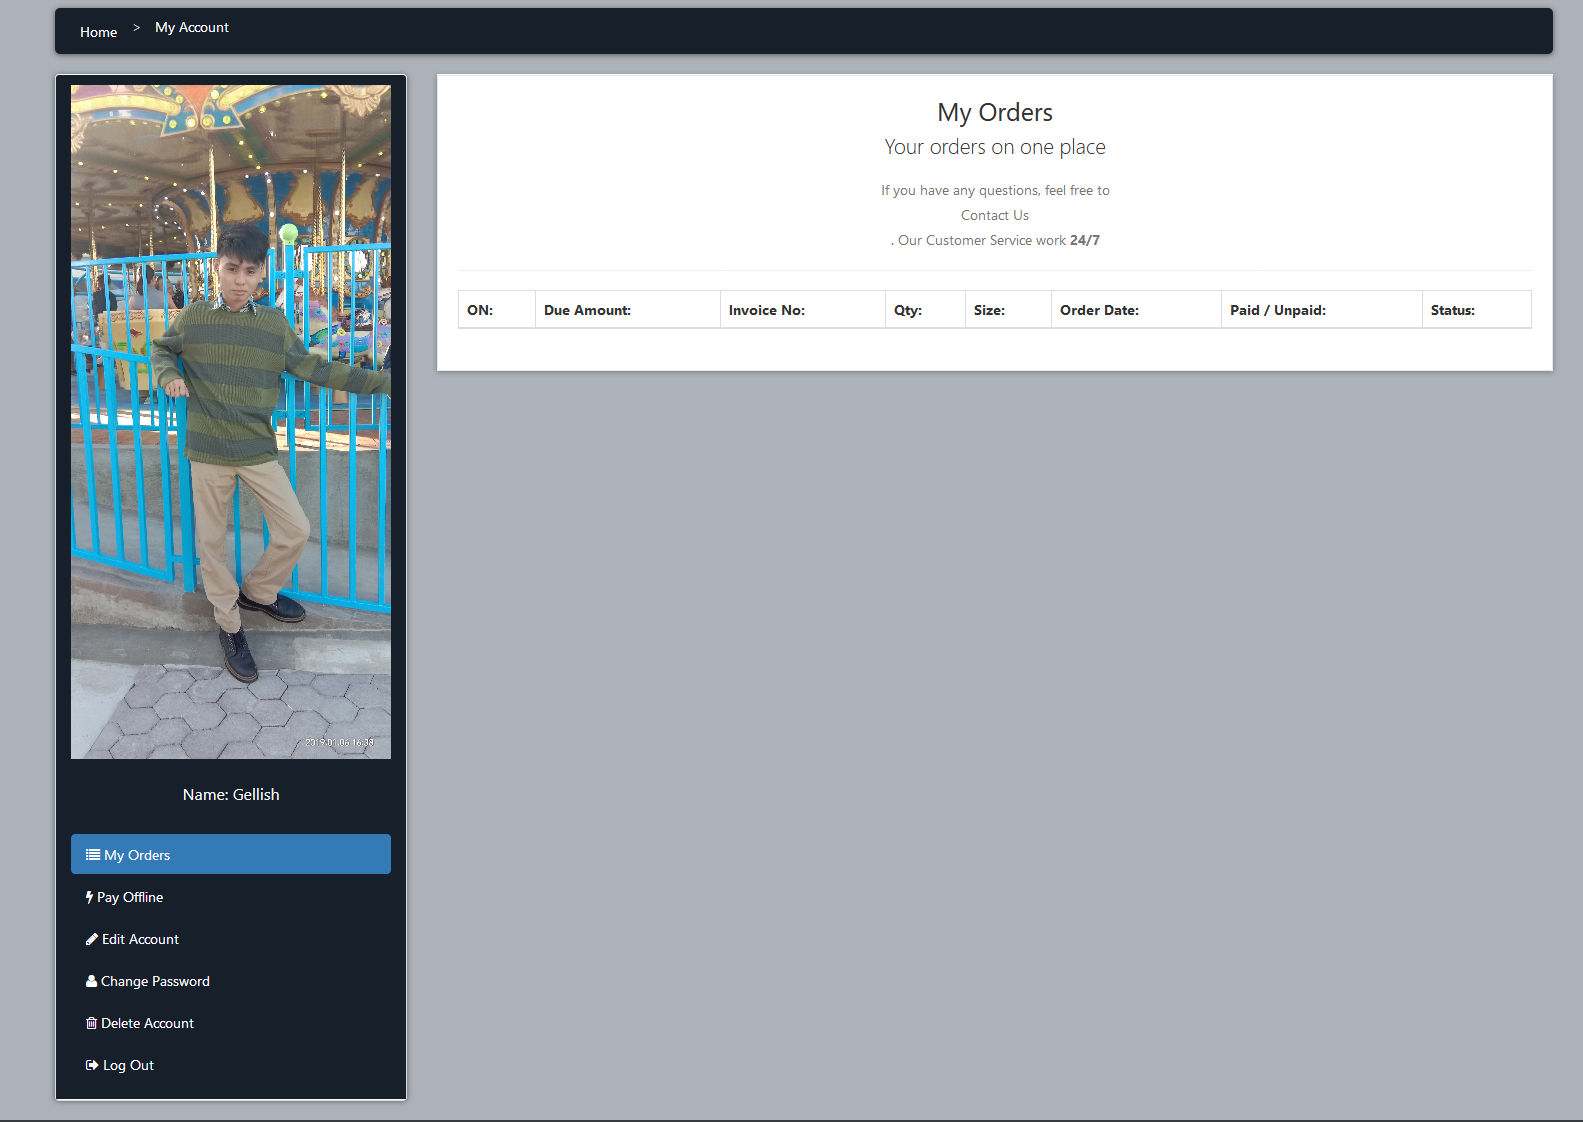 Home > My Account
2019.01.06 16:38
Name: Gellish
My Orders
Pay Offline
Edit Account
Change Password
Delete Account
Log Out
My Orders
Your orders on one place
If you have any questions, feel free to
Contact Us
. Our Customer Service work 24/7
ON: Due Amount: Invoice No: Qty: Size: Order Date: Paid / Unpaid: Status: